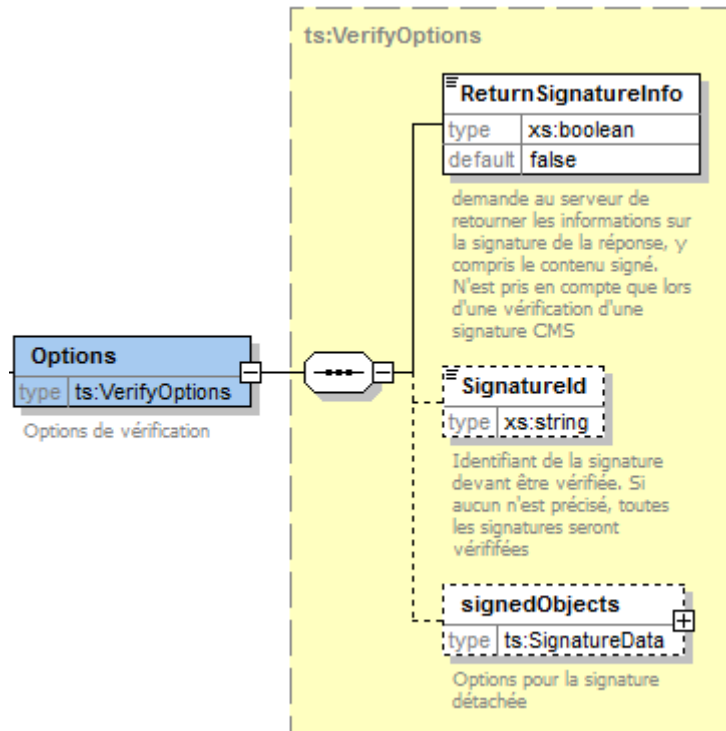 ts:VerifyOptions
ReturnSignatureInfo
type xs:boolean
default false
demande au serveur de
retourner les informations sur
la signature de la réponse, y
compris le contenu signé.
N'est pris en compte que lors
d'une vérification d'une
signature CMS
Options
type ts:VerifyOptions
Options de vérification
SignatureId
type xs:string
Identifiant de la signature
devant être vérifiée. Si
aucun n'est précisé, toutes
les signatures seront
vérififées
signedObjects
type ts:SignatureData
Options pour la signature
détachée